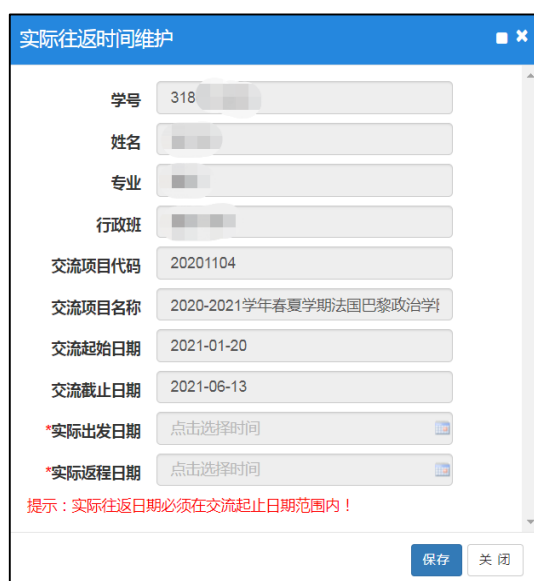 实际往返时间维护
学号 318
姓名
专业
行政班
交流项目代码 20201104
交流项目名称 2020-2021学年春夏学期法国巴黎政治学
交流起始日期 2021-01-20
交流截止日期 2021-06-13
*实际出发日期 点击选择时间
*实际返程日期 点击选择时间
提示：实际往返日期必须在交流起止日期范围内！
保存 关 闭